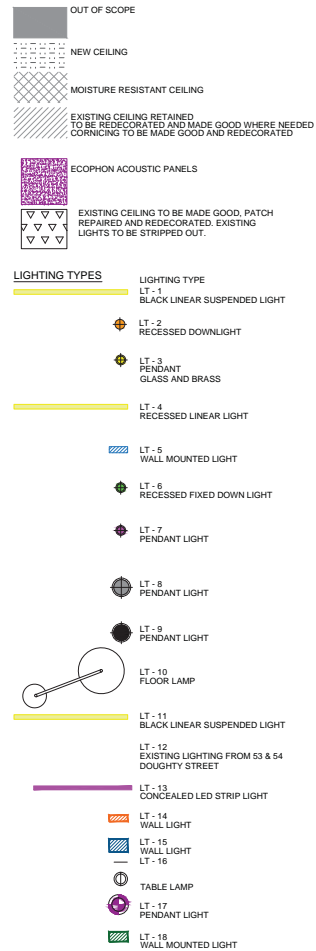 OUT OF SCOPE
NEW CEILING
MOISTURE RESISTANT CEILING
EXISTING CEILING RETAINED
TO BE REDECORATED AND MADE GOOD WHERE NEEDED
CORNICING TO BE MADE GOOD AND REDECORATED
ECOPHON ACOUSTIC PANELS
EXISTING CEILING TO BE MADE GOOD, PATCH
REPAIRED AND REDECORATED. EXISTING
LIGHTS TO BE STRIPPED OUT.
LIGHTING TYPES
LIGHTING TYPE
LT - 1
BLACK LINEAR SUSPENDED LIGHT
LT - 2
RECESSED DOWNLIGHT
LT - 3
PENDANT
GLASS AND BRASS
LT - 4
RECESSED LINEAR LIGHT
LT - 5
WALL MOUNTED LIGHT
LT - 6
RECESSED FIXED DOWN LIGHT
LT - 7
PENDANT LIGHT
LT - 8
PENDANT LIGHT
LT - 9
PENDANT LIGHT
LT - 10
FLOOR LAMP
LT - 11
BLACK LINEAR SUSPENDED LIGHT
LT - 12
EXISTING LIGHTING FROM 53 & 54
DOUGHTY STREET
LT - 13
CONCEALED LED STRIP LIGHT
LT - 14
WALL LIGHT
LT - 15
WALL LIGHT
LT - 16
TABLE LAMP
LT - 17
PENDANT LIGHT
LT - 18
WALL MOUNTED LIGHT